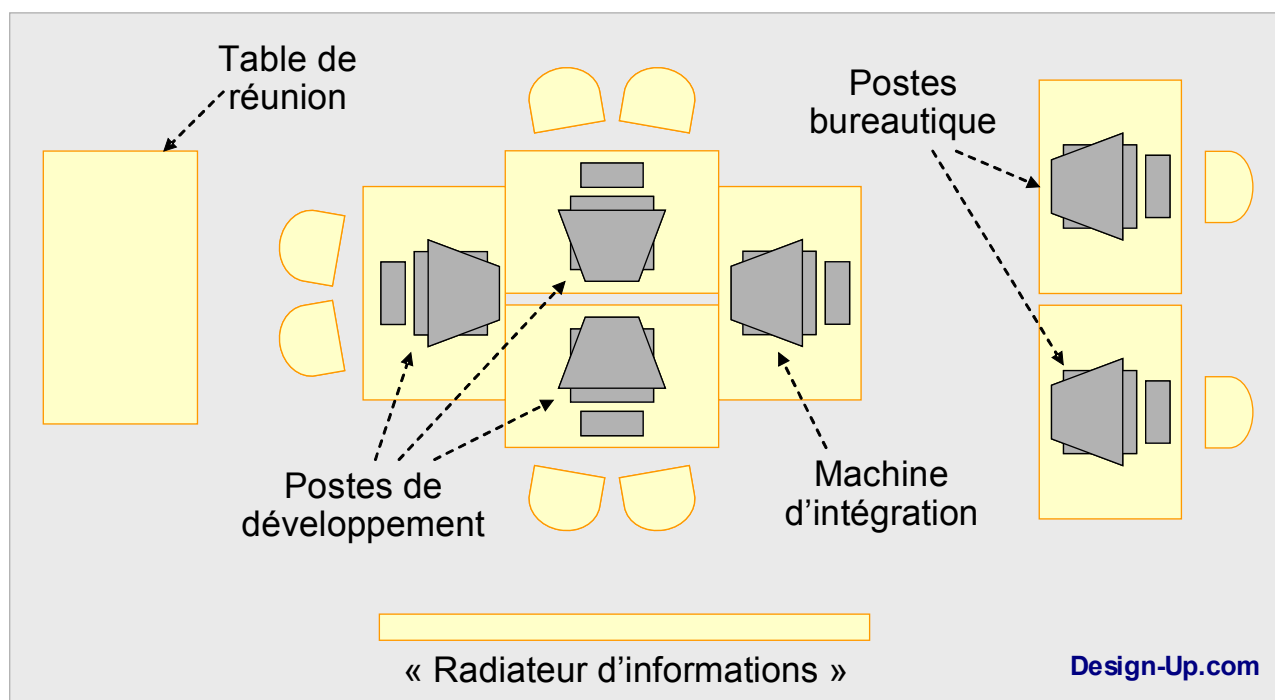 Table de
réunion
Postes
bureautique
Postes de
développement
Machine
d’intégration
« Radiateur d’informations »
Design-Up.com